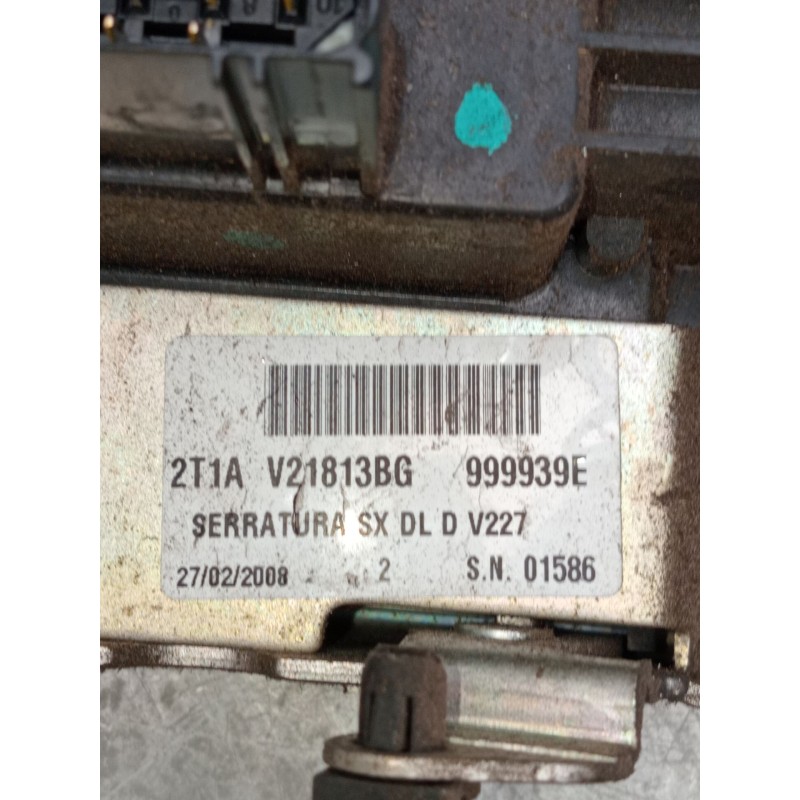 2T1A V21813BG 999939E
SERRATURA SX DL D V227
27/02/2008 2 S.N. 01586